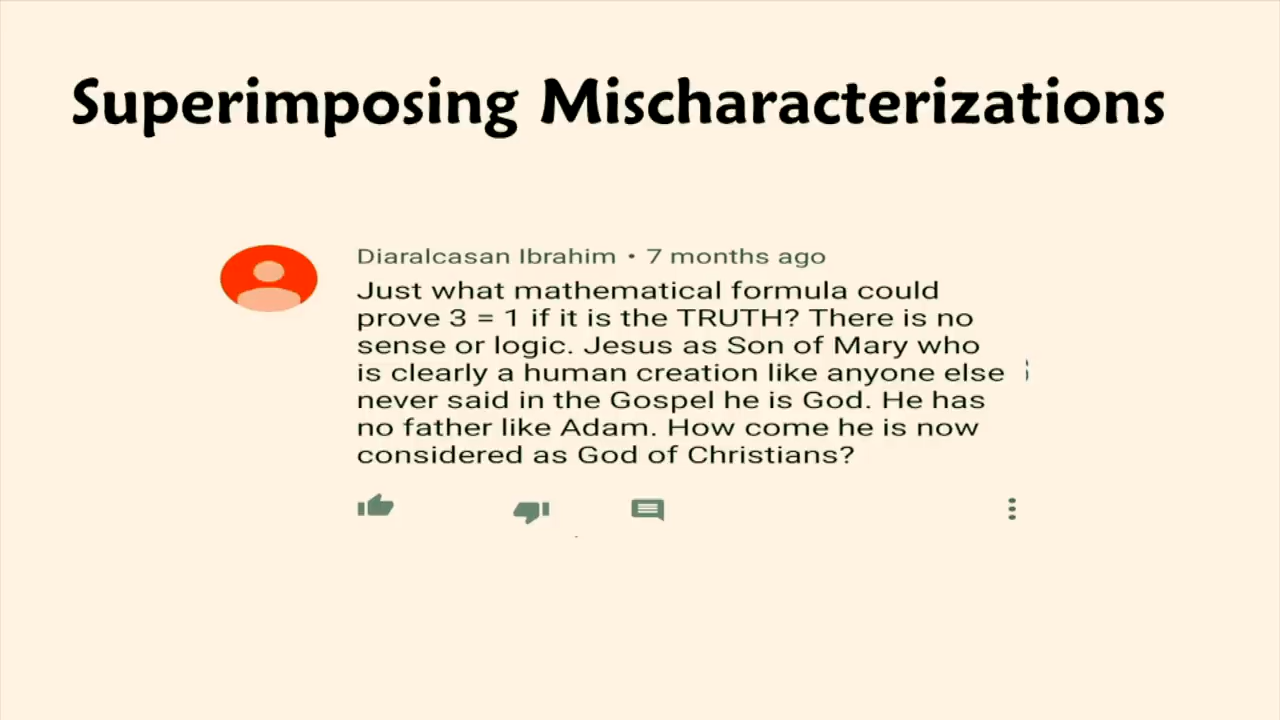 Superimposing Mischaracterizations
Diaralcasan Ibrahim • 7 months ago
Just what mathematical formula could
prove 3 = 1 if it is the TRUTH? There is no
sense or logic. Jesus as Son of Mary who
is clearly a human creation like anyone else
never said in the Gospel he is God. He has
no father like Adam. How come he is now
considered as God of Christians?